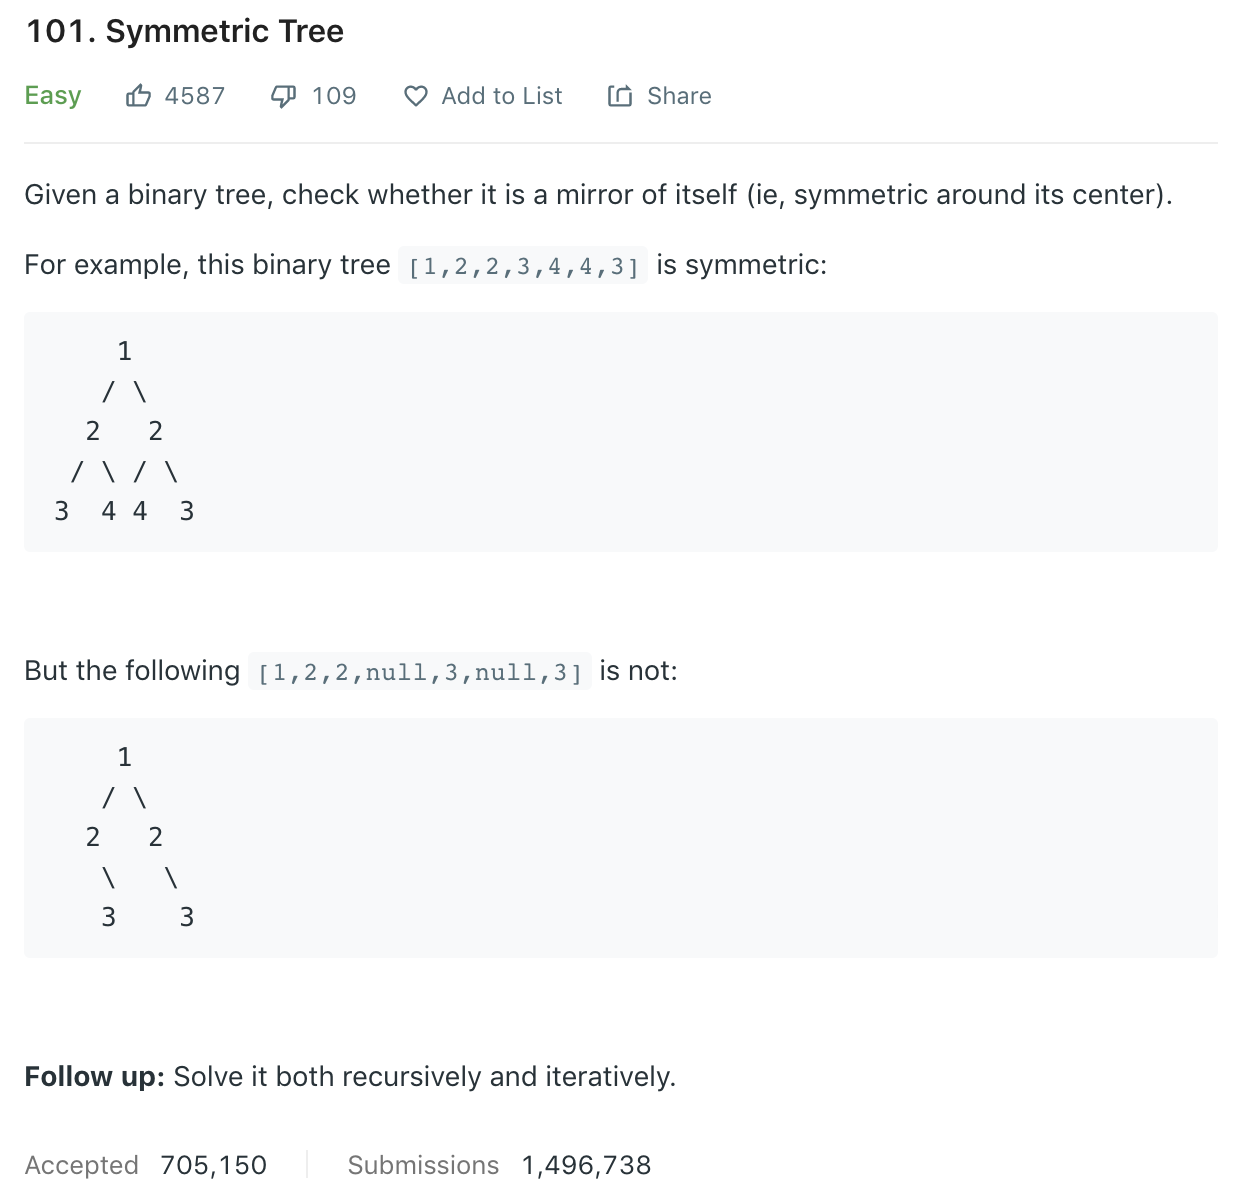 101. Symmetric Tree
Easy 4587 109 Add to List Share
Given a binary tree, check whether it is a mirror of itself (ie, symmetric around its center).
For example, this binary tree [1,2,2,3,4,4,3] is symmetric:
    1
   / \
  2   2
 / \ / \
3  4 4  3
But the following [1,2,2,null,3,null,3] is not:
    1
   / \
  2   2
   \   \
   3    3
Follow up: Solve it both recursively and iteratively.
Accepted 705,150 Submissions 1,496,738